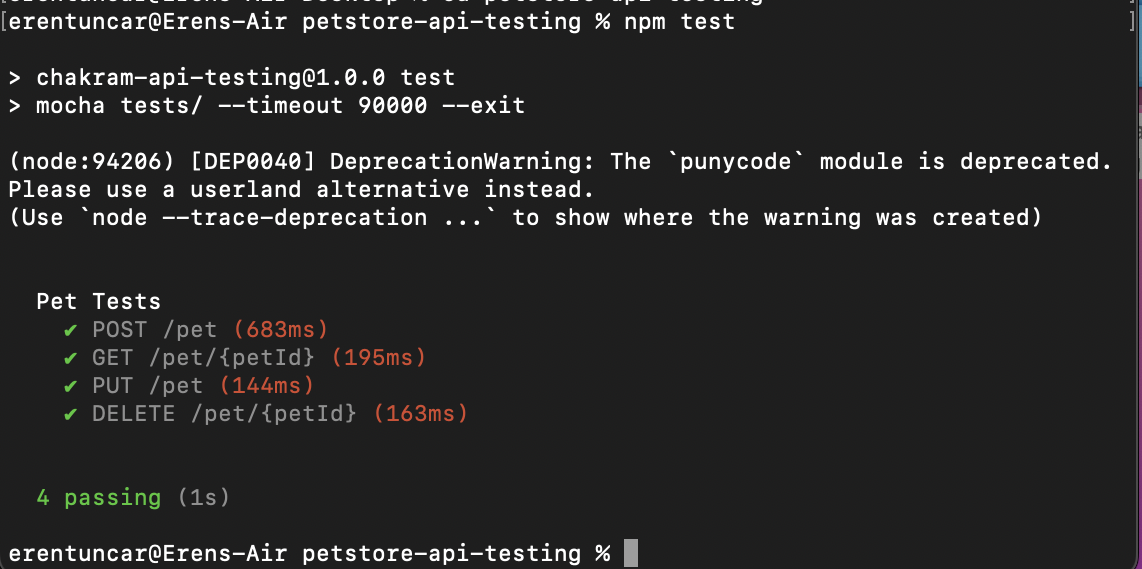 [erentuncar@Erens-Air petstore-api-testing % npm test ]
> chakram-api-testing@1.0.0 test
> mocha tests/ --timeout 90000 --exit
(node:94206) [DEP0040] DeprecationWarning: The `punycode` module is deprecated.
Please use a userland alternative instead.
(Use `node --trace-deprecation ...` to show where the warning was created)
Pet Tests
✔ POST /pet (683ms)
✔ GET /pet/{petId} (195ms)
✔ PUT /pet (144ms)
✔ DELETE /pet/{petId} (163ms)
4 passing (1s)
erentuncar@Erens-Air petstore-api-testing %